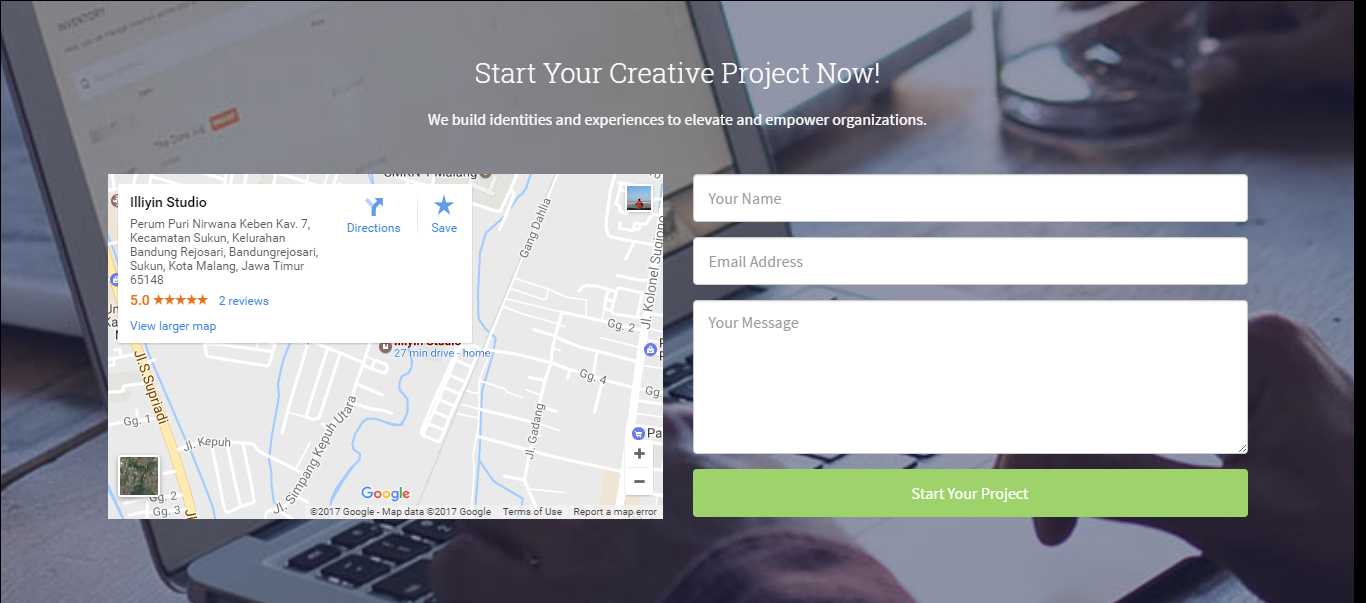 INVENTORY
Start Your Creative Project Now!
We build identities and experiences to elevate and empower organizations.
Illiyin Studio
Perum Puri Nirwana Keben Kav. 7,
Kecamatan Sukun, Kelurahan
Bandung Rejosari, Bandungrejosari,
Sukun, Kota Malang, Jawa Timur
65148
5.0 ★★★★★ 2 reviews
View larger map
Directions
Save
Gang Dahlia
Jl. Kolonel Sugiono
Gg. 2
Illiyin Studio
27 min drive - home
Gg. 4
Gg.
Jl.S.Supriadi
Gg. 1
Jl. Kepuh
Jl. Simpang Kepuh Utara
Jl. Gadang
Pa
+
−
Gg. 2
Gg. 3
Jl
Google
©2017 Google - Map data ©2017 Google Terms of Use Report a map error
Your Name
Email Address
Your Message
Start Your Project